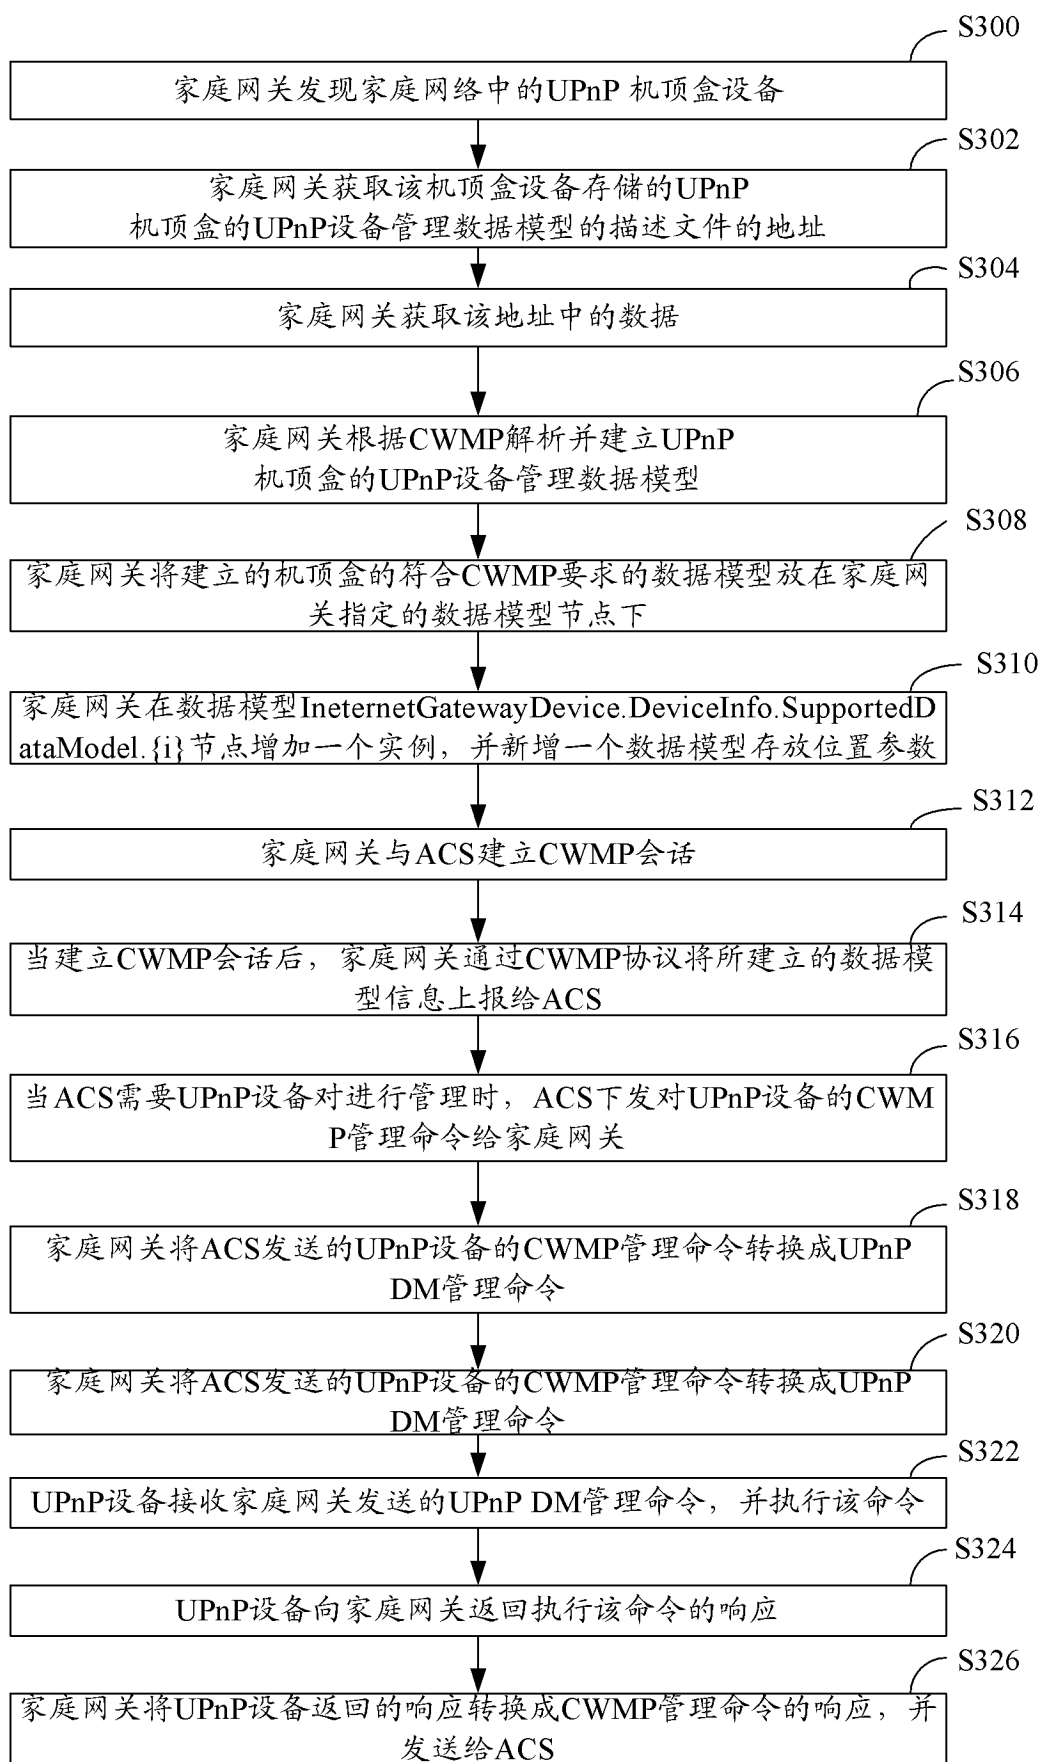 S300
家庭网关发现家庭网络中的UPnP 机顶盒设备
S302
家庭网关获取该机顶盒设备存储的UPnP
机顶盒的UPnP设备管理数据模型的描述文件的地址
S304
家庭网关获取该地址中的数据
S306
家庭网关根据CWMP解析并建立UPnP
机顶盒的UPnP设备管理数据模型
S308
家庭网关将建立的机顶盒的符合CWMP要求的数据模型放在家庭网
关指定的数据模型节点下
S310
家庭网关在数据模型IneternetGatewayDevice.DeviceInfo.SupportedD
ataModel.{i}节点增加一个实例，并新增一个数据模型存放位置参数
S312
家庭网关与ACS建立CWMP会话
S314
当建立CWMP会话后，家庭网关通过CWMP协议将所建立的数据模
型信息上报给ACS
S316
当ACS需要UPnP设备对进行管理时，ACS下发对UPnP设备的CWM
P管理命令给家庭网关
S318
家庭网关将ACS发送的UPnP设备的CWMP管理命令转换成UPnP
DM管理命令
S320
家庭网关将ACS发送的UPnP设备的CWMP管理命令转换成UPnP
DM管理命令
S322
UPnP设备接收家庭网关发送的UPnP DM管理命令，并执行该命令
S324
UPnP设备向家庭网关返回执行该命令的响应
S326
家庭网关将UPnP设备返回的响应转换成CWMP管理命令的响应，并
发送给ACS